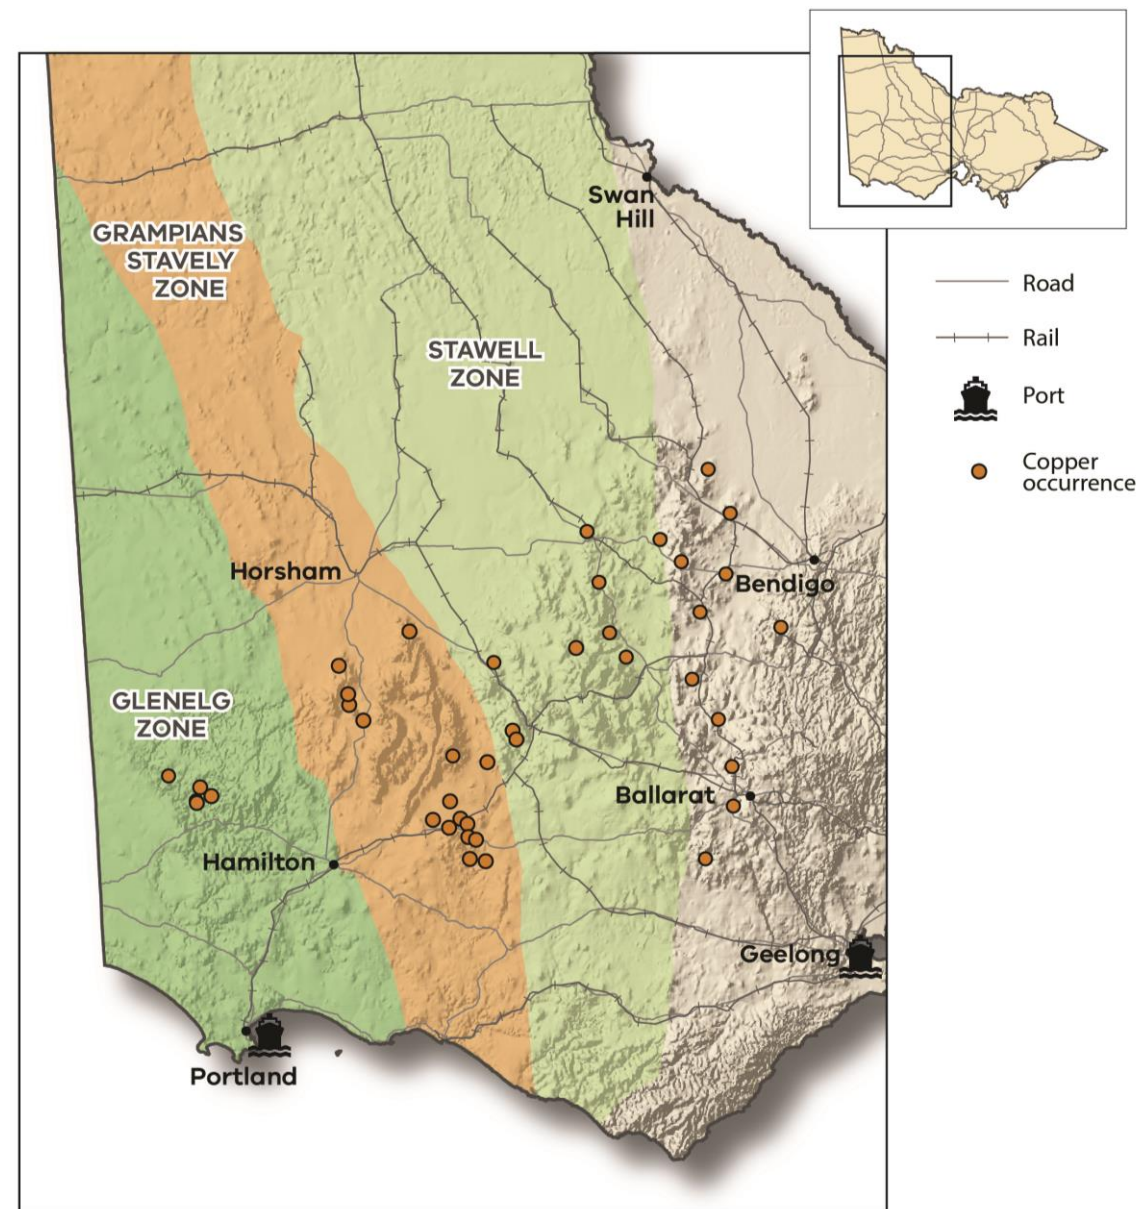 Swan
Hill
GRAMPIANS
STAVELY
ZONE
STAWELL
ZONE
Horsham
Bendigo
GLENELG
ZONE
Ballarat
Hamilton
Geelong
Portland
Road
Rail
Port
Copper
occurrence